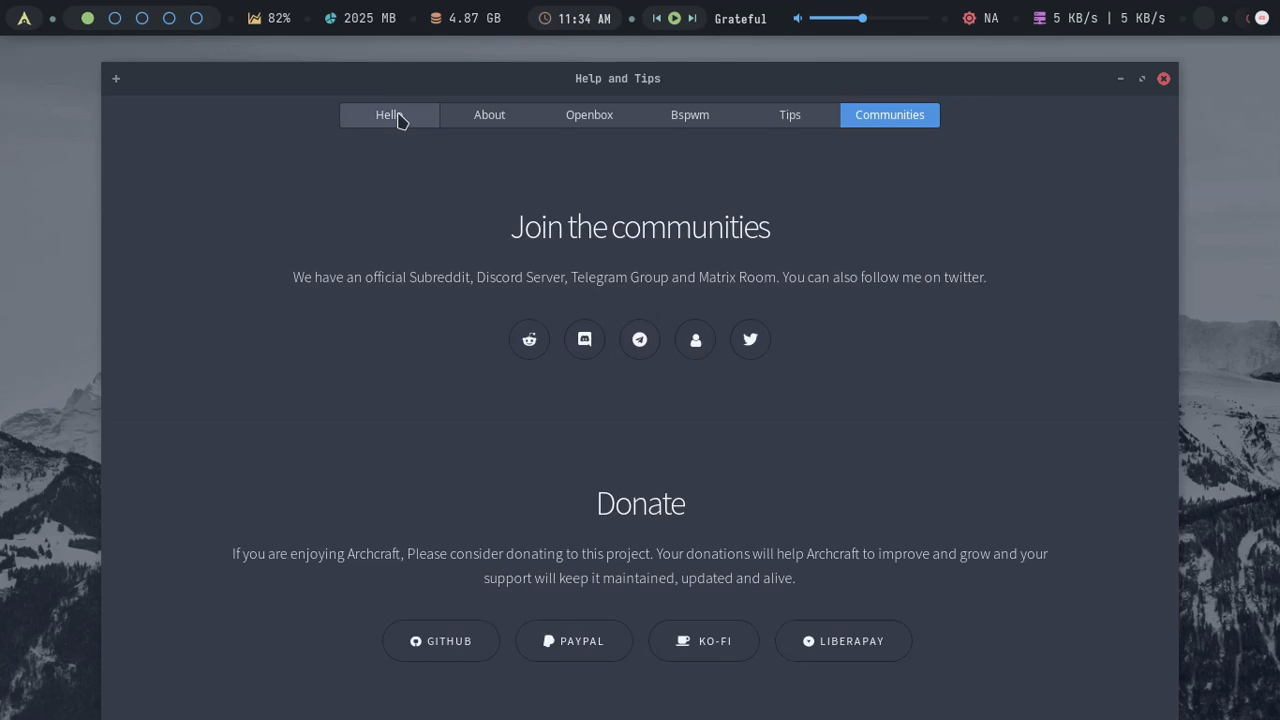 82% 2025 MB 4.87 GB 11:34 AM Grateful NA 5 KB/s | 5 KB/s
Help and Tips
Hello About Openbox Bspwm Tips Communities
Join the communities
We have an official Subreddit, Discord Server, Telegram Group and Matrix Room. You can also follow me on twitter.
Donate
If you are enjoying Archcraft, Please consider donating to this project. Your donations will help Archcraft to improve and grow and your
support will keep it maintained, updated and alive.
GITHUB PAYPAL KO-FI LIBERAPAY